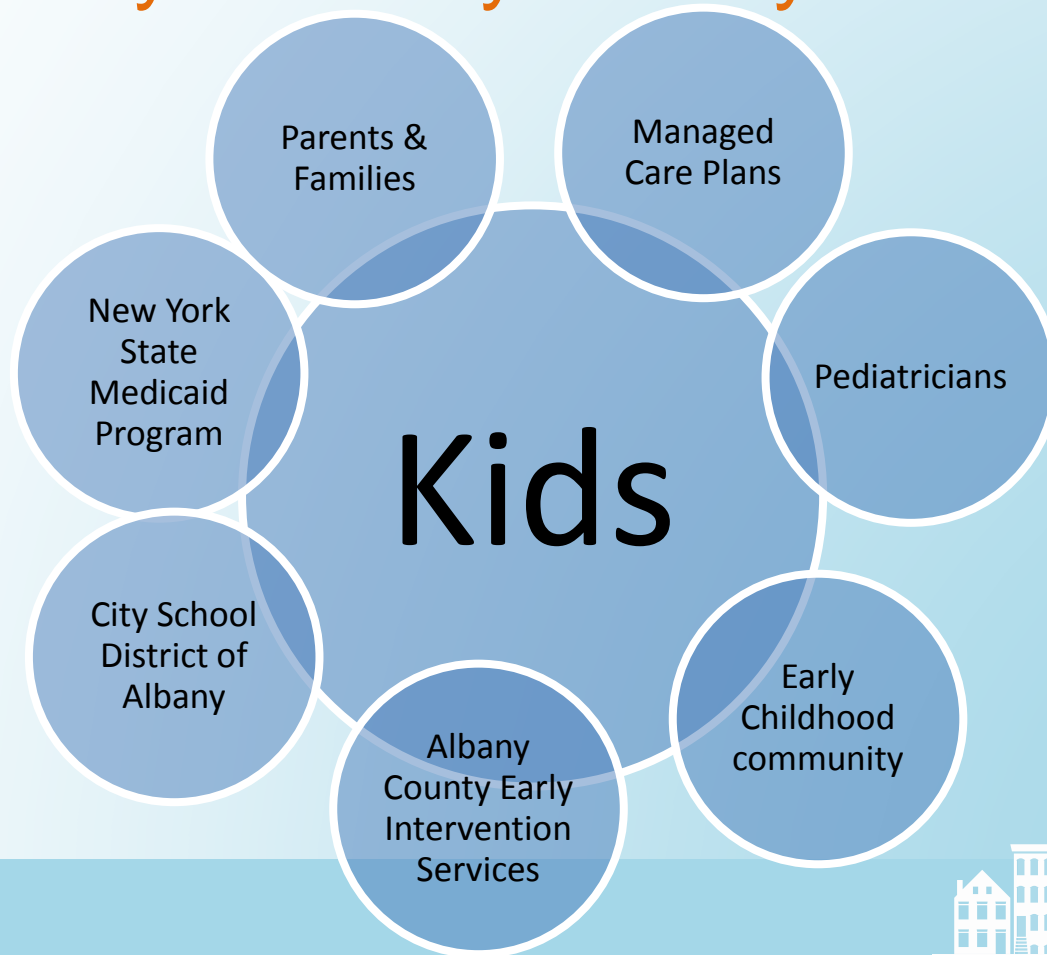 Parents &
Families
Managed
Care Plans
New York
State
Medicaid
Program
Pediatricians
Kids
City School
District of
Albany
Early
Childhood
community
Albany
County Early
Intervention
Services